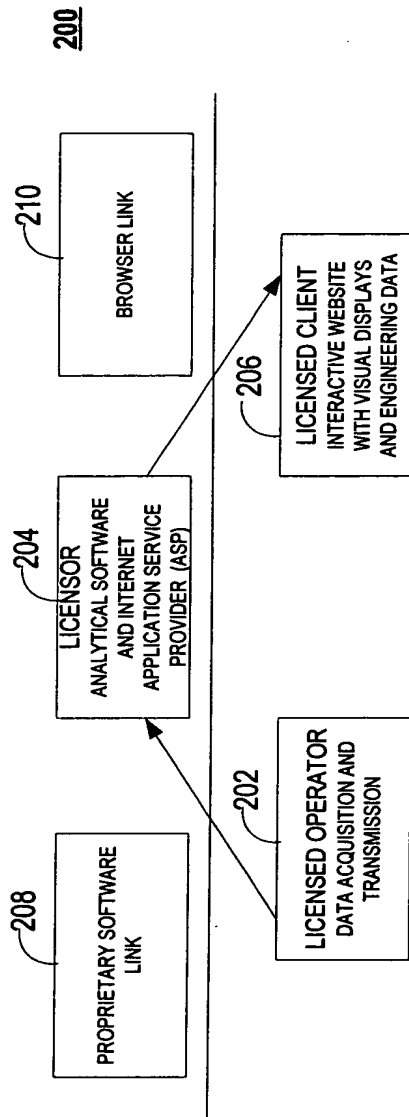 200
208
PROPRIETARY SOFTWARE
LINK
204
LICENSOR
ANALYTICAL SOFTWARE
AND INTERNET
APPLICATION SERVICE
PROVIDER (ASP)
210
BROWSER LINK
202
LICENSED OPERATOR
DATA ACQUISITION AND
TRANSMISSION
206
LICENSED CLIENT
INTERACTIVE WEBSITE
WITH VISUAL DISPLAYS
AND ENGINEERING DATA